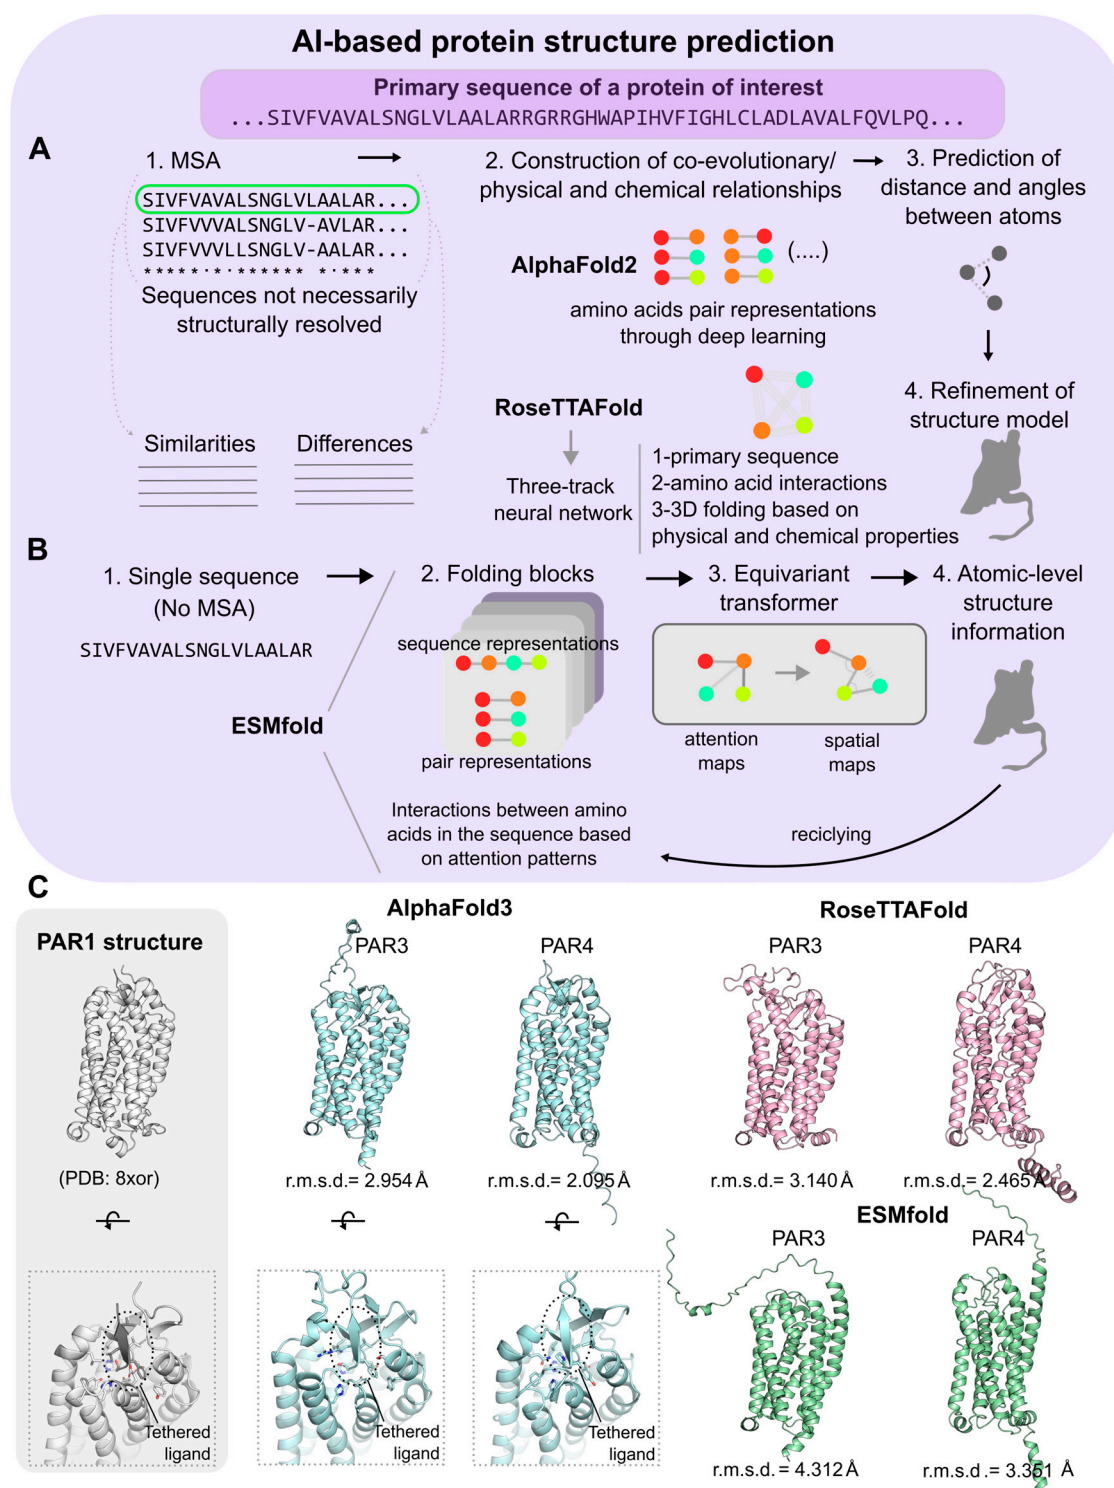 AI-based protein structure prediction
Primary sequence of a protein of interest
...SIVFVAVALSNGLVLAALARRGRRGHWAPIHVFIGHLCLADLAVALFQVLPQ...
A
1. MSA
SIVFVAVALSNGLVLAALAR...
SIVFVVVALSNGLV-AVLAR...
SIVFVVVLLSNGLV-AALAR...
*****.*.****** *.***
Sequences not necessarily
structurally resolved
Similarities
Differences
2. Construction of co-evolutionary/
physical and chemical relationships
AlphaFold2
(....)
amino acids pair representations
through deep learning
RoseTTAFold
Three-track
neural network
1-primary sequence
2-amino acid interactions
3-3D folding based on
physical and chemical properties
3. Prediction of
distance and angles
between atoms
4. Refinement of
structure model
B
1. Single sequence
(No MSA)
SIVFVAVALSNGLVLAALAR
ESMfold
2. Folding blocks
sequence representations
pair representations
Interactions between amino
acids in the sequence based
on attention patterns
3. Equivariant
transformer
attention
maps
spatial
maps
4. Atomic-level
structure
information
reciclying
C
PAR1 structure
(PDB: 8xor)
Tethered
ligand
AlphaFold3
PAR3
PAR4
r.m.s.d.= 2.954 Å
r.m.s.d.= 2.095 Å
Tethered
ligand
Tethered
ligand
RoseTTAFold
PAR3
PAR4
r.m.s.d.= 3.140 Å
r.m.s.d.= 2.465 Å
ESMfold
PAR3
PAR4
r.m.s.d.= 4.312 Å
r.m.s.d .= 3.351 Å